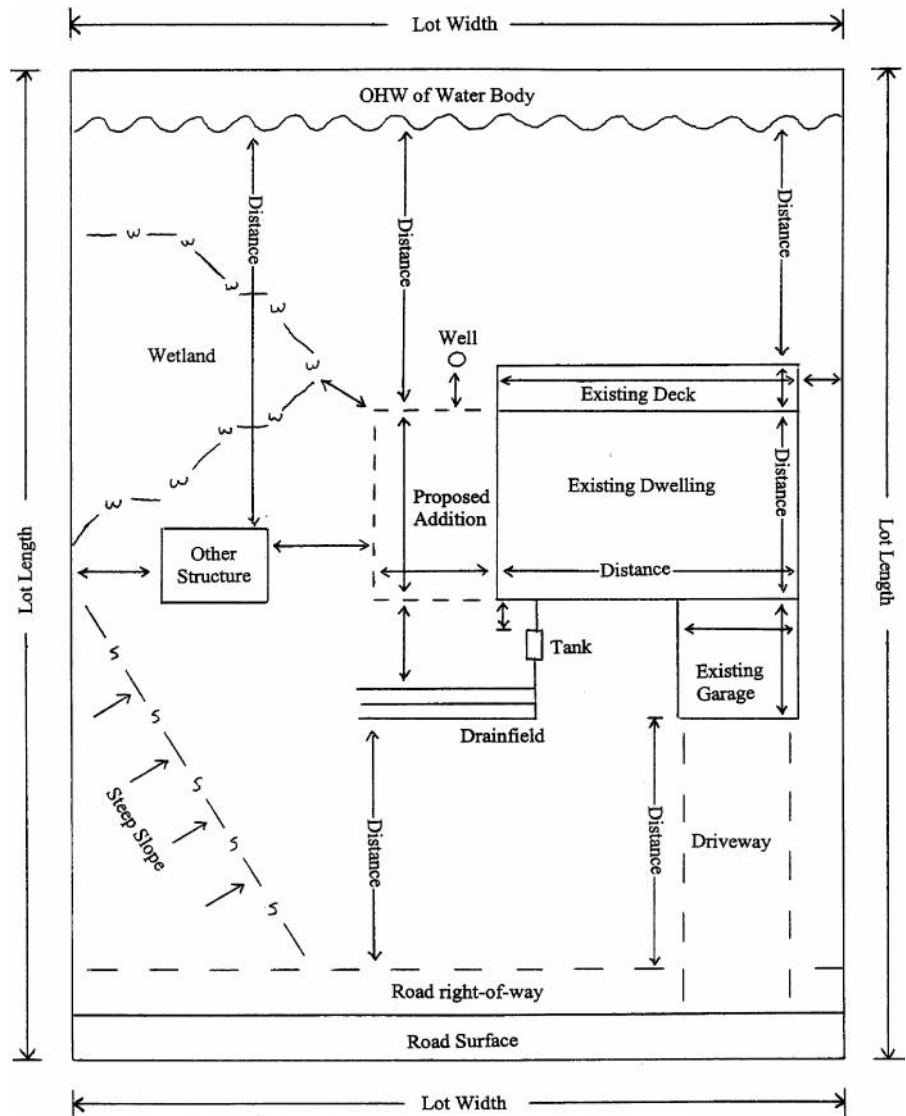 Lot Width
OHW of Water Body
Distance
Distance
Distance
w
w
w
w
w
w
w
w
w
Wetland
Well
Existing Deck
Lot Length
Lot Length
Proposed
Addition
Existing Dwelling
Distance
Other
Structure
Distance
Tank
Existing
Garage
Drainfield
S
S
S
S
S
Steep Slope
Distance
Distance
Driveway
Road right-of-way
Road Surface
Lot Width